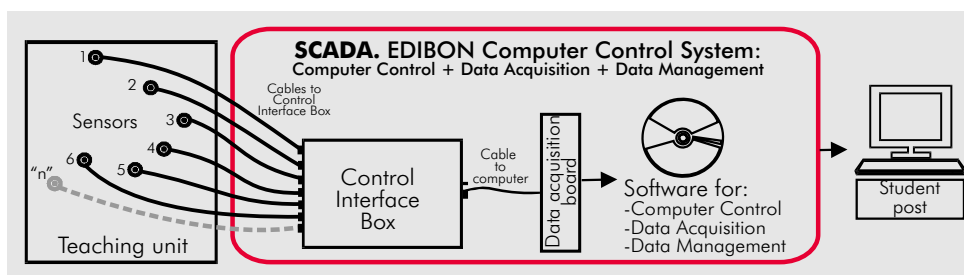 SCADA. EDIBON Computer Control System:
Computer Control + Data Acquisition + Data Management
1
2
Sensors
3
4
5
6
"n"
Teaching unit
Cables to
Control
Interface Box
Control
Interface
Box
Cable
to
computer
Data acquisition
board
Software for:
-Computer Control
-Data Acquisition
-Data Management
Student
post